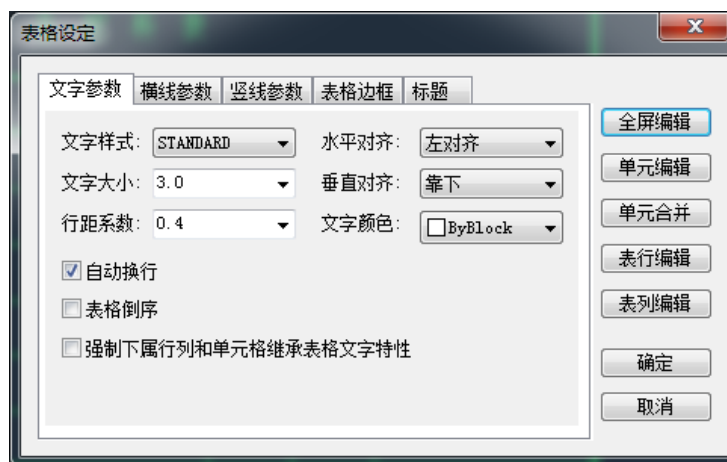 表格设定
文字参数 横线参数 竖线参数 表格边框 标题
文字样式: STANDARD 水平对齐: 左对齐
文字大小: 3.0 垂直对齐: 靠下
行距系数: 0.4 文字颜色: ByBlock
自动换行
表格倒序
强制下属行列和单元格继承表格文字特性
全屏编辑
单元编辑
单元合并
表行编辑
表列编辑
确定
取消